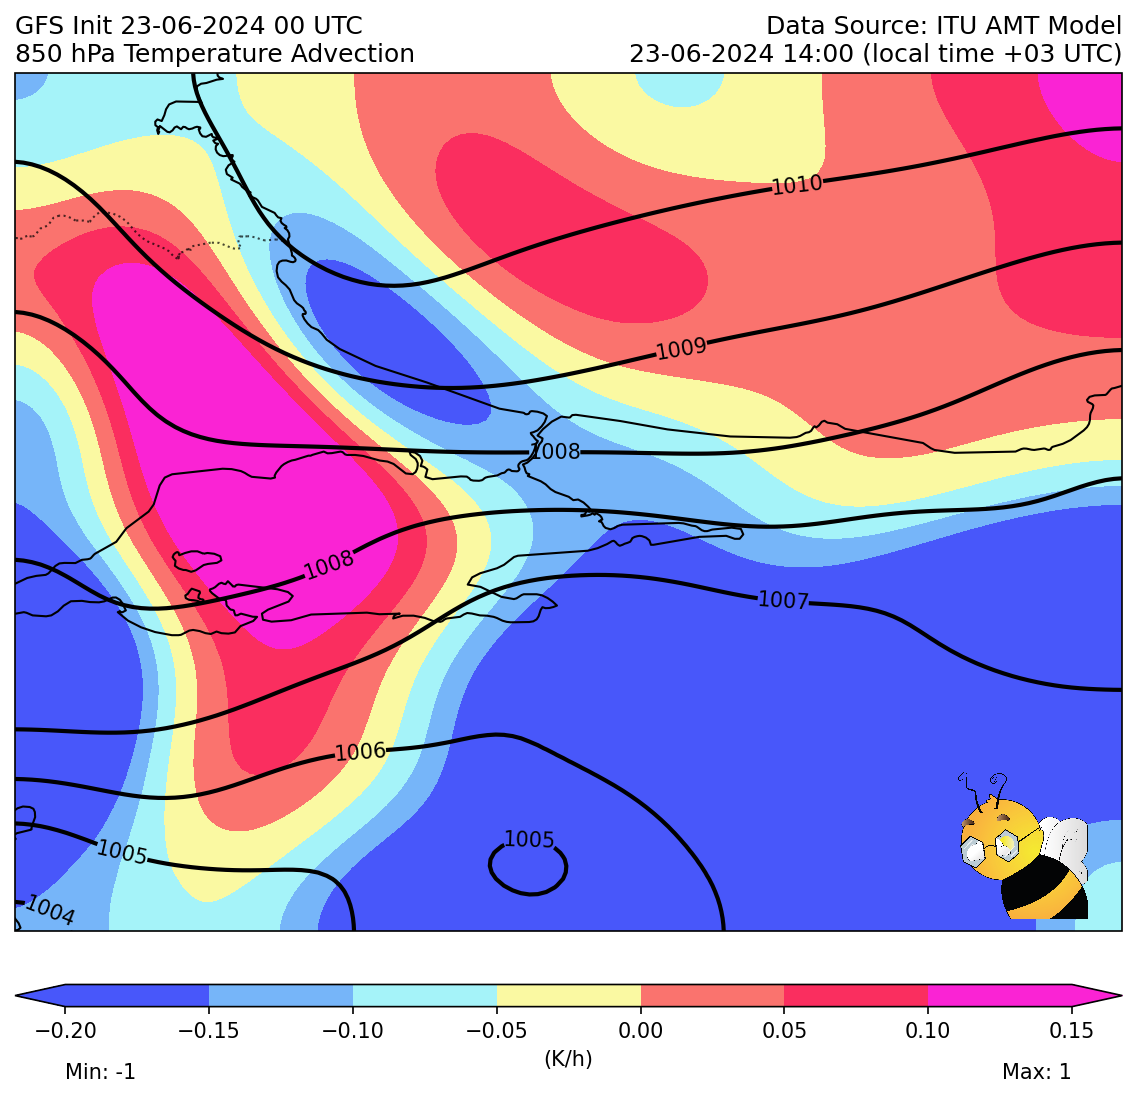 GFS Init 23-06-2024 00 UTC
Data Source: ITU AMT Model
850 hPa Temperature Advection
23-06-2024 14:00 (local time +03 UTC)
1010
1009
1008
1008
1007
1006
1005
1005
1004
−0.20
−0.15
−0.10
−0.05
0.00
0.05
0.10
0.15
(K/h)
Min: -1
Max: 1